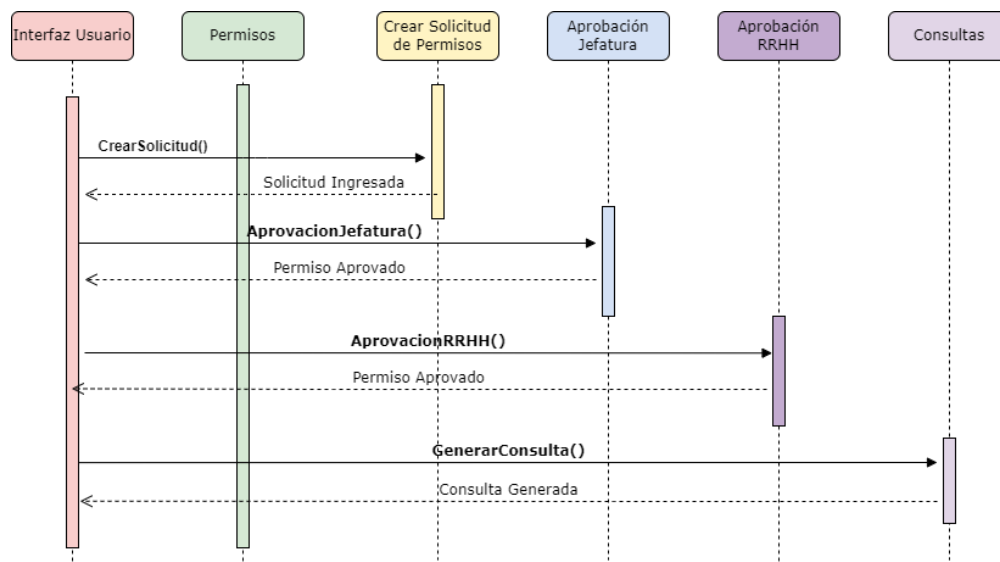 Interfaz Usuario
Permisos
Crear Solicitud
de Permisos
Aprobación
Jefatura
Aprobación
RRHH
Consultas
CrearSolicitud()
Solicitud Ingresada
AprovacionJefatura()
Permiso Aprovado
AprovacionRRHH()
Permiso Aprovado
GenerarConsulta()
Consulta Generada